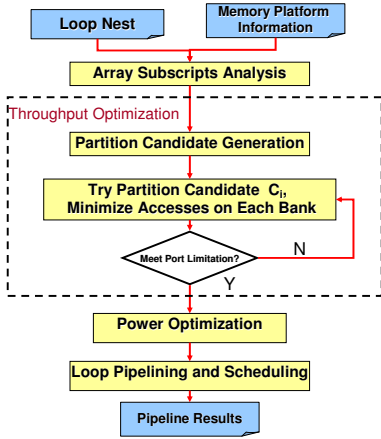 Loop Nest
Memory Platform
Information
Array Subscripts Analysis
Throughput Optimization
Partition Candidate Generation
Try Partition Candidate Ci,
Minimize Accesses on Each Bank
Meet Port Limitation?
N
Y
Power Optimization
Loop Pipelining and Scheduling
Pipeline Results